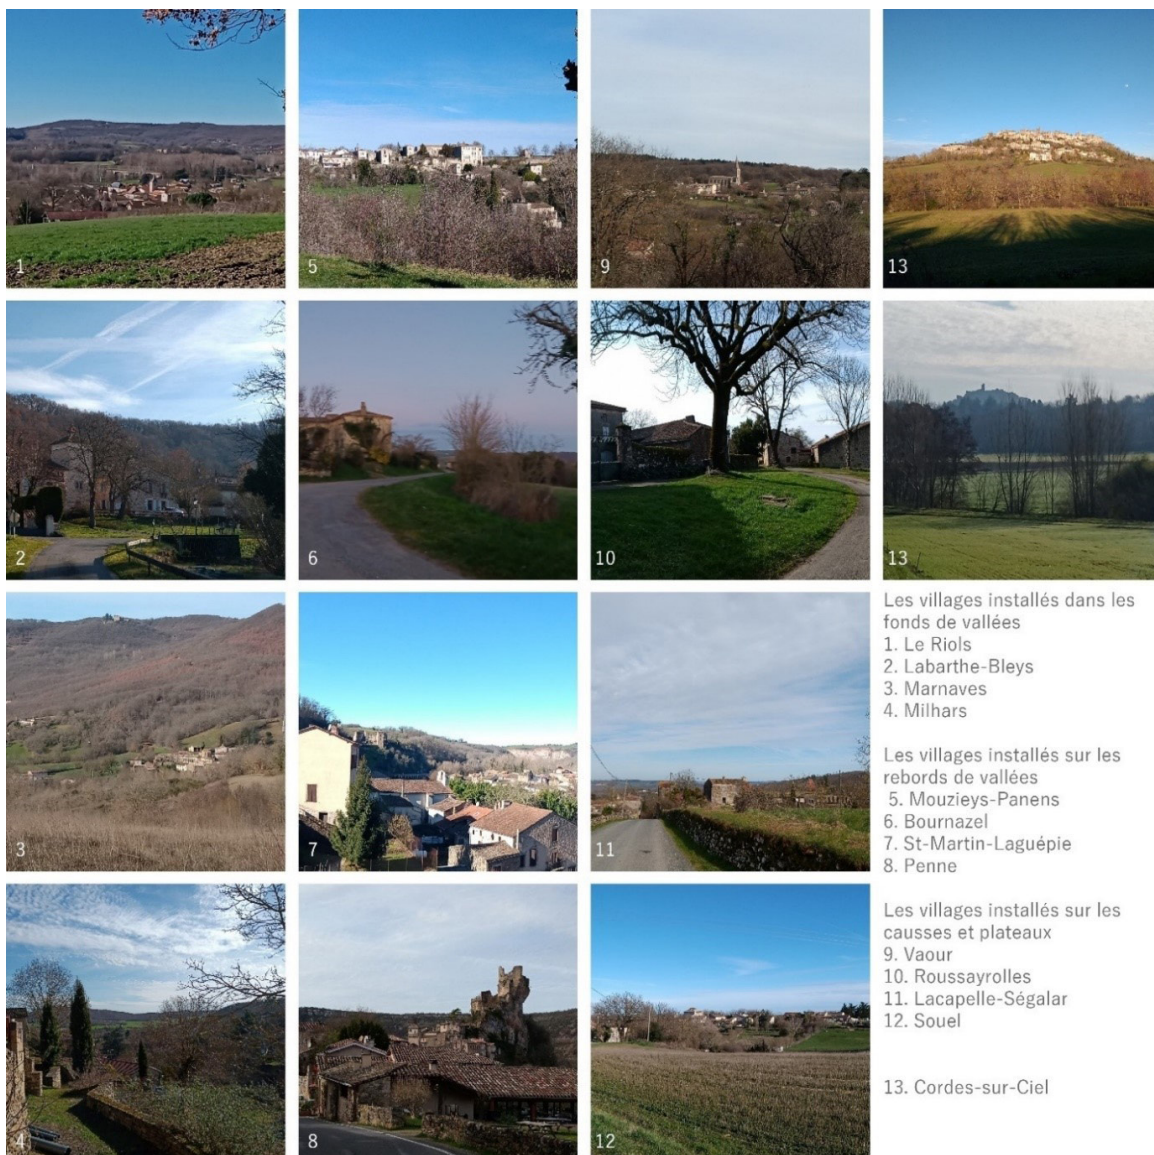 1
5
9
13
2
6
10
13
3
7
11
4
8
12
Les villages installés dans les
fonds de vallées
1. Le Riols
2. Labarthe-Bleys
3. Marnaves
4. Milhars
Les villages installés sur les
rebords de vallées
5. Mouzieys-Panens
6. Bournazel
7. St-Martin-Laguépie
8. Penne
Les villages installés sur les
causses et plateaux
9. Vaour
10. Roussayrolles
11. Lacapelle-Ségalar
12. Souel
13. Cordes-sur-Ciel